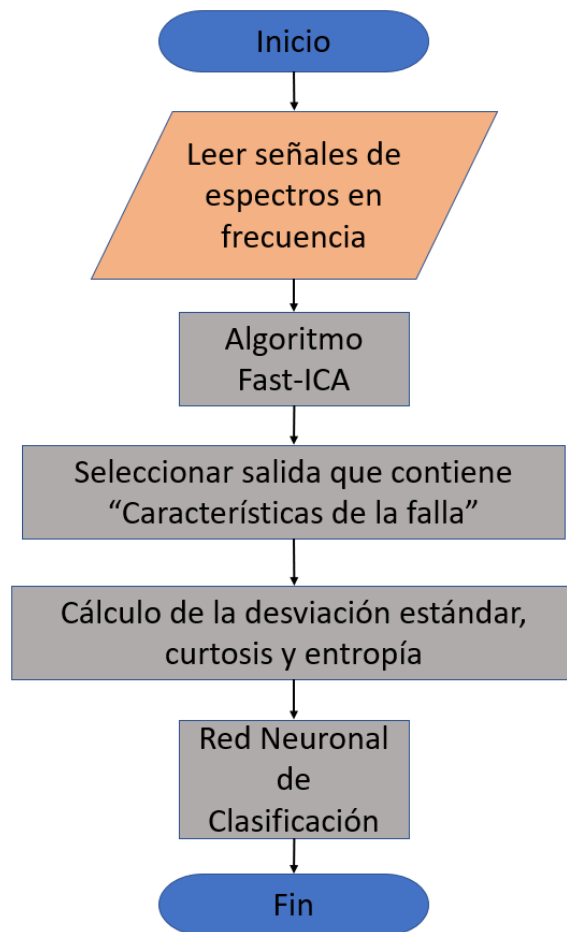 Inicio
Leer señales de
espectros en
frecuencia
Algoritmo
Fast-ICA
Seleccionar salida que contiene
“Características de la falla”
Cálculo de la desviación estándar,
curtosis y entropía
Red Neuronal
de
Clasificación
Fin